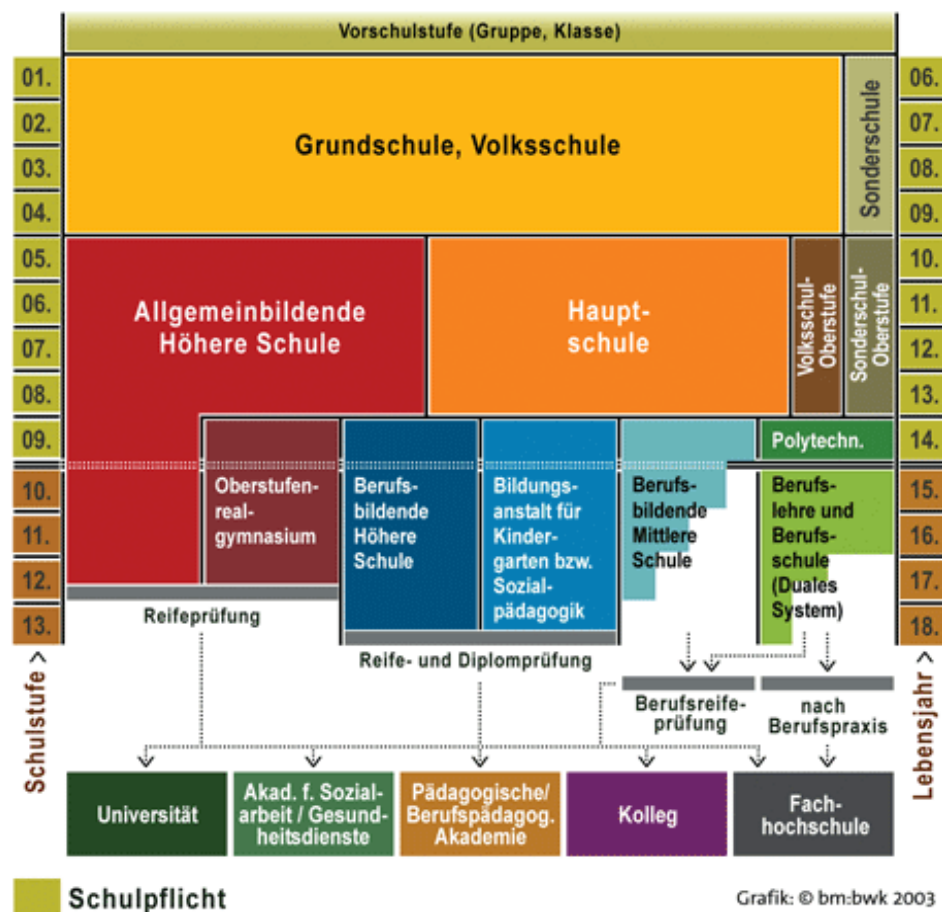 Vorschulstufe (Gruppe, Klasse)
01.
02.
03.
04.
05.
06.
07.
08.
09.
10.
11.
12.
13.
Schulstufe >
Grundschule, Volksschule
Sonderschule
Allgemeinbildende
Höhere Schule
Haupt-
schule
Volksschul-
Oberstufe
Sonderschul-
Oberstufe
Oberstufen-
real-
gymnasium
Berufs-
bildende
Höhere
Schule
Bildungs-
anstalt für
Kinder-
garten bzw.
Sozial-
pädagogik
Berufs-
bildende
Mittlere
Schule
Polytechn.
Berufs-
lehre und
Berufs-
schule
(Duales
System)
06.
07.
08.
09.
10.
11.
12.
13.
14.
15.
16.
17.
18.
Lebensjahr >
Reifeprüfung
Reife- und Diplomprüfung
Berufsreife-
prüfung
nach
Berufspraxis
Universität
Akad. f. Sozial-
arbeit / Gesund-
heitsdienste
Pädagogische/
Berufspädagog.
Akademie
Kolleg
Fach-
hochschule
Schulpflicht
Grafik: © bm:bwk 2003